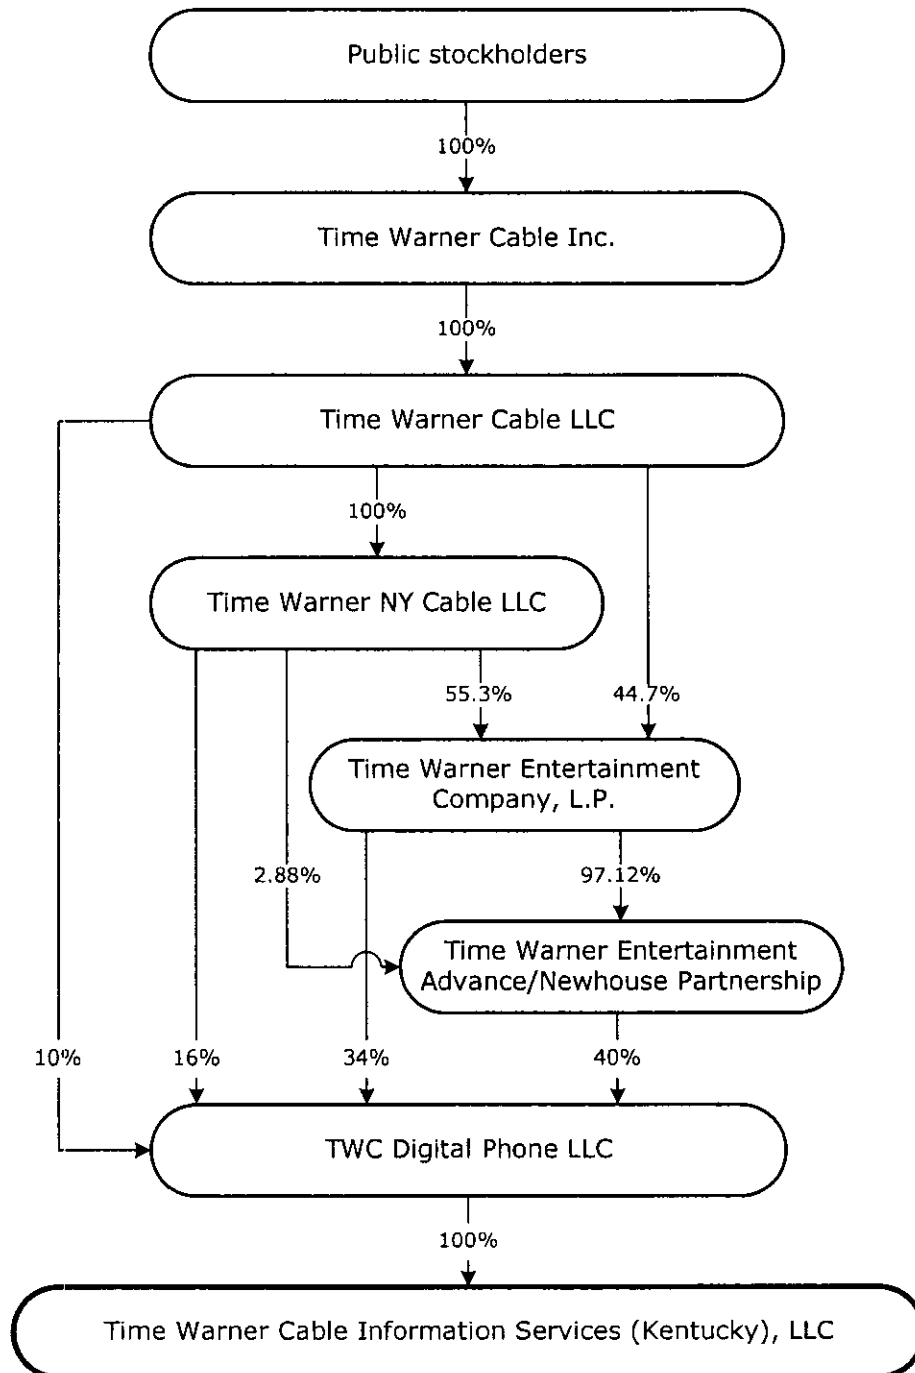 Public stockholders
100%
Time Warner Cable Inc.
100%
Time Warner Cable LLC
100%
Time Warner NY Cable LLC
55.3%
44.7%
Time Warner Entertainment
Company, L.P.
2.88%
97.12%
Time Warner Entertainment
Advance/Newhouse Partnership
10%
16%
34%
40%
TWC Digital Phone LLC
100%
Time Warner Cable Information Services (Kentucky), LLC